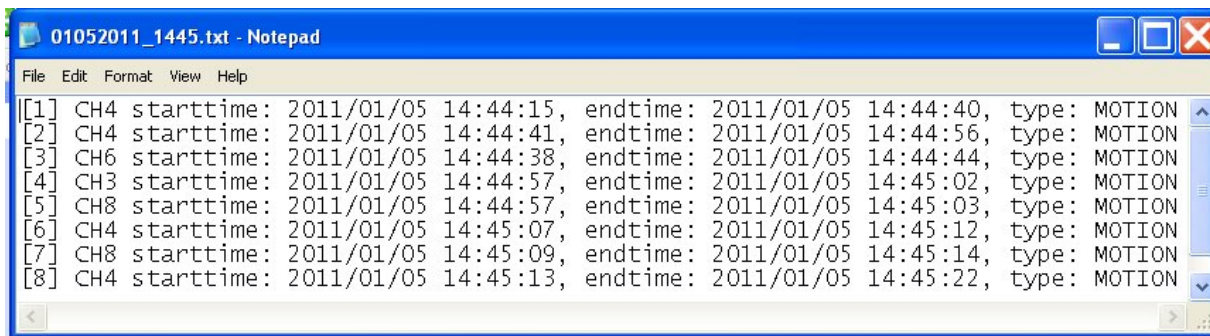 01052011_1445.txt - Notepad
File Edit Format View Help
[1] CH4 starttime: 2011/01/05 14:44:15, endtime: 2011/01/05 14:44:40, type: MOTION
[2] CH4 starttime: 2011/01/05 14:44:41, endtime: 2011/01/05 14:44:56, type: MOTION
[3] CH6 starttime: 2011/01/05 14:44:38, endtime: 2011/01/05 14:44:44, type: MOTION
[4] CH3 starttime: 2011/01/05 14:44:57, endtime: 2011/01/05 14:45:02, type: MOTION
[5] CH8 starttime: 2011/01/05 14:44:57, endtime: 2011/01/05 14:45:03, type: MOTION
[6] CH4 starttime: 2011/01/05 14:45:07, endtime: 2011/01/05 14:45:12, type: MOTION
[7] CH8 starttime: 2011/01/05 14:45:09, endtime: 2011/01/05 14:45:14, type: MOTION
[8] CH4 starttime: 2011/01/05 14:45:13, endtime: 2011/01/05 14:45:22, type: MOTION